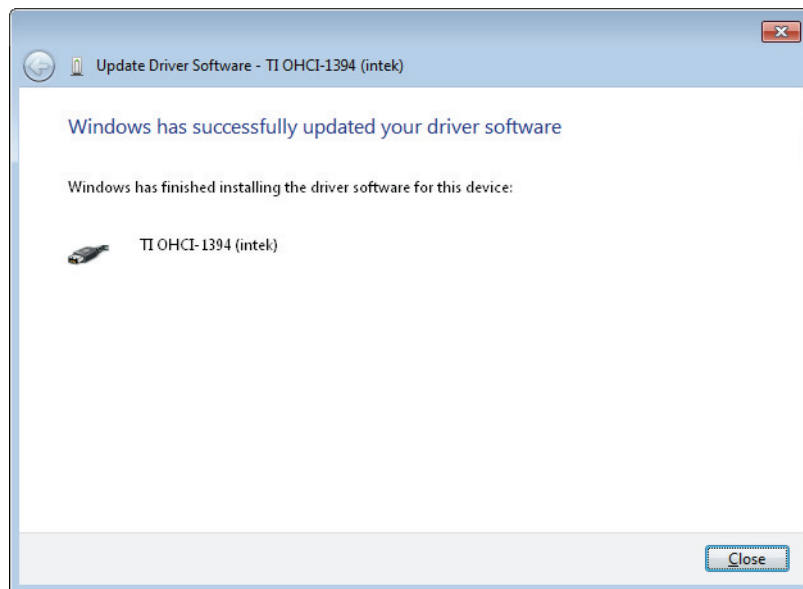 Update Driver Software - TI OHCI-1394 (intek)
Windows has successfully updated your driver software
Windows has finished installing the driver software for this device:
TI OHCI-1394 (intek)
Close